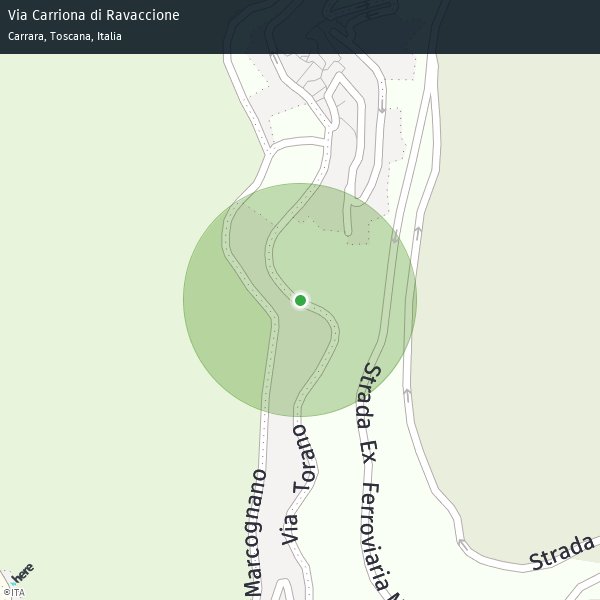 Via Carriona di Ravaccione
Carrara, Toscana, Italia
Strada Ex Ferroviaria
Via Torano
Marcognano
Strada
here
©ITA